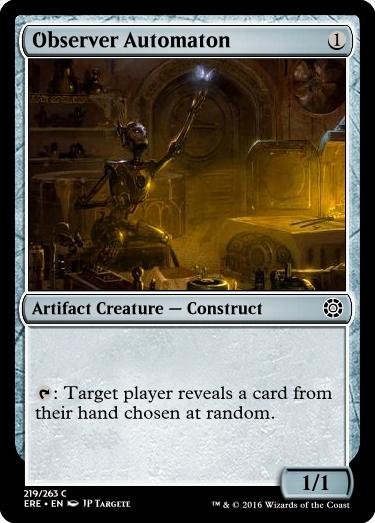 Observer Automaton 1
Artifact Creature — Construct
: Target player reveals a card from
their hand chosen at random.
1/1
219/263 C
ERE • EN JP Targete
™ & © 2016 Wizards of the Coast